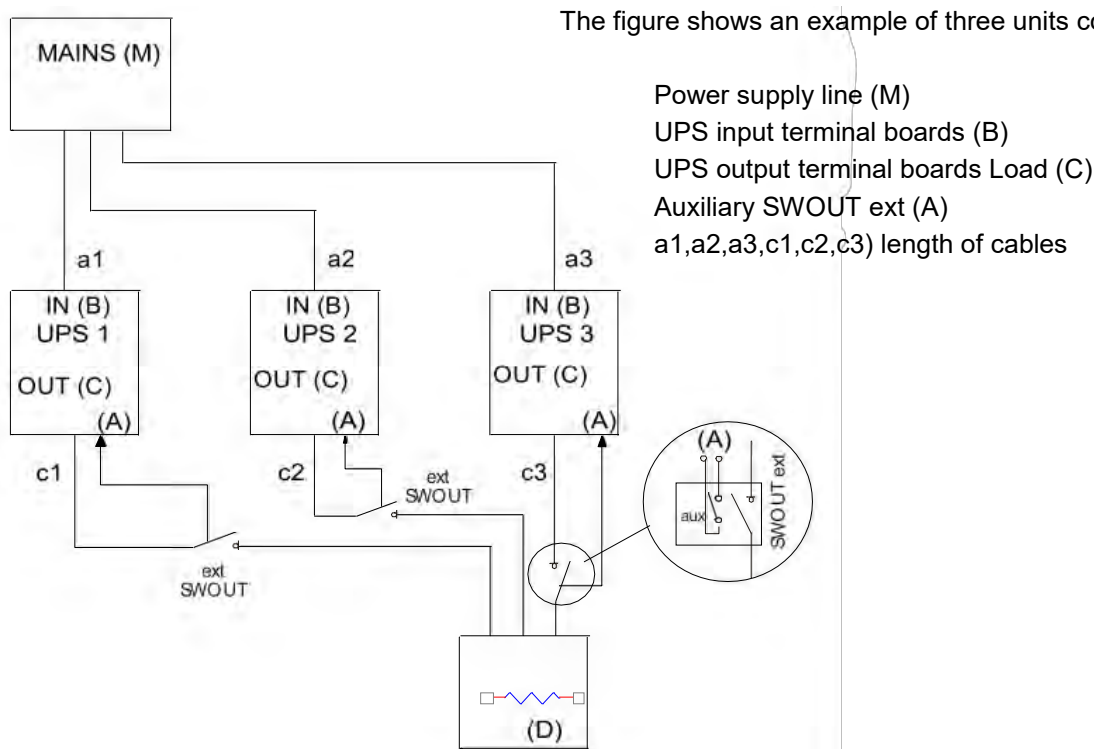 The figure shows an example of three units
MAINS (M)
Power supply line (M)
UPS input terminal boards (B)
UPS output terminal boards Load (C)
Auxiliary SWOUT ext (A)
a1,a2,a3,c1,c2,c3) length of cables
a1
a2
a3
IN (B)
UPS 1
OUT (C)
(A)
IN (B)
UPS 2
OUT (C)
(A)
IN (B)
UPS 3
OUT (C)
(A)
c1
c2
c3
ext
SWOUT
ext
SWOUT
(A)
aux
SWOUT ext
(D)